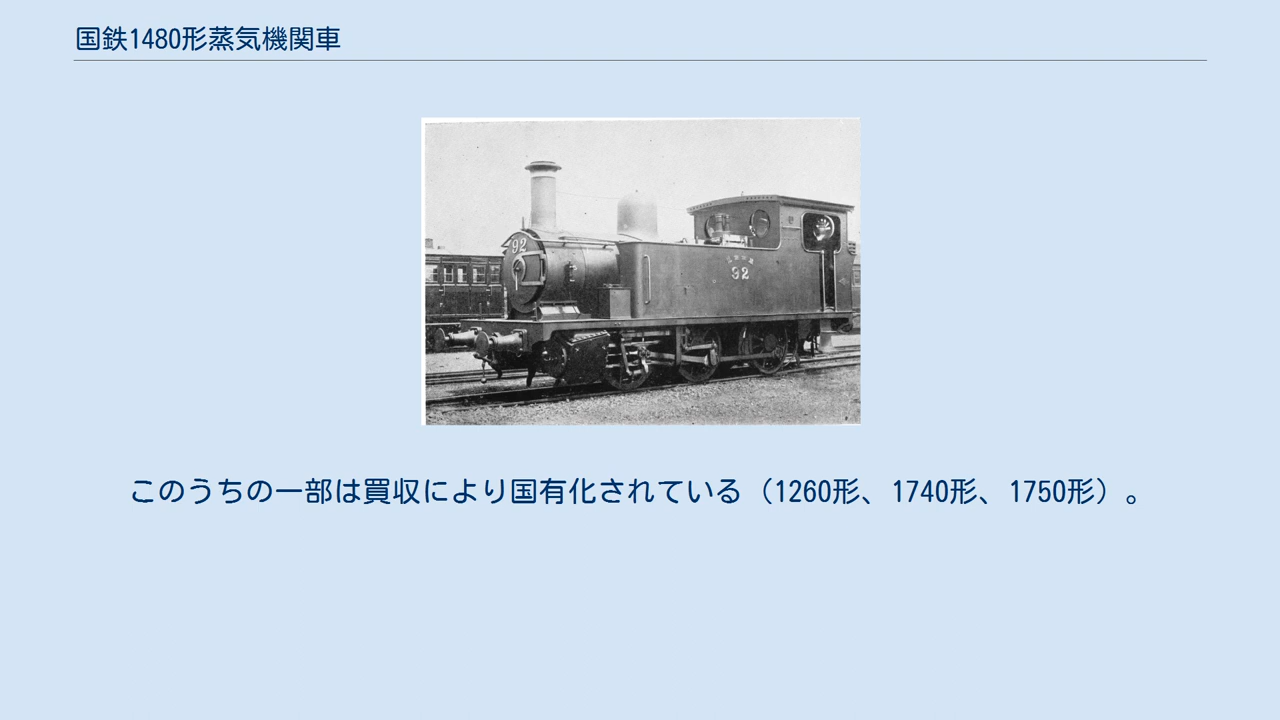 国鉄1480形蒸気機関車
92
92
このうちの一部は買収により国有化されている（1260形、1740形、1750形）。